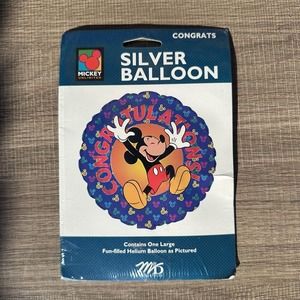 CONGRATS
SILVER
BALLOON
MICKEY
UNLIMITED
CONGRATULATIONS!
Contains One Large
Fun-filled Helium Balloon as Pictured